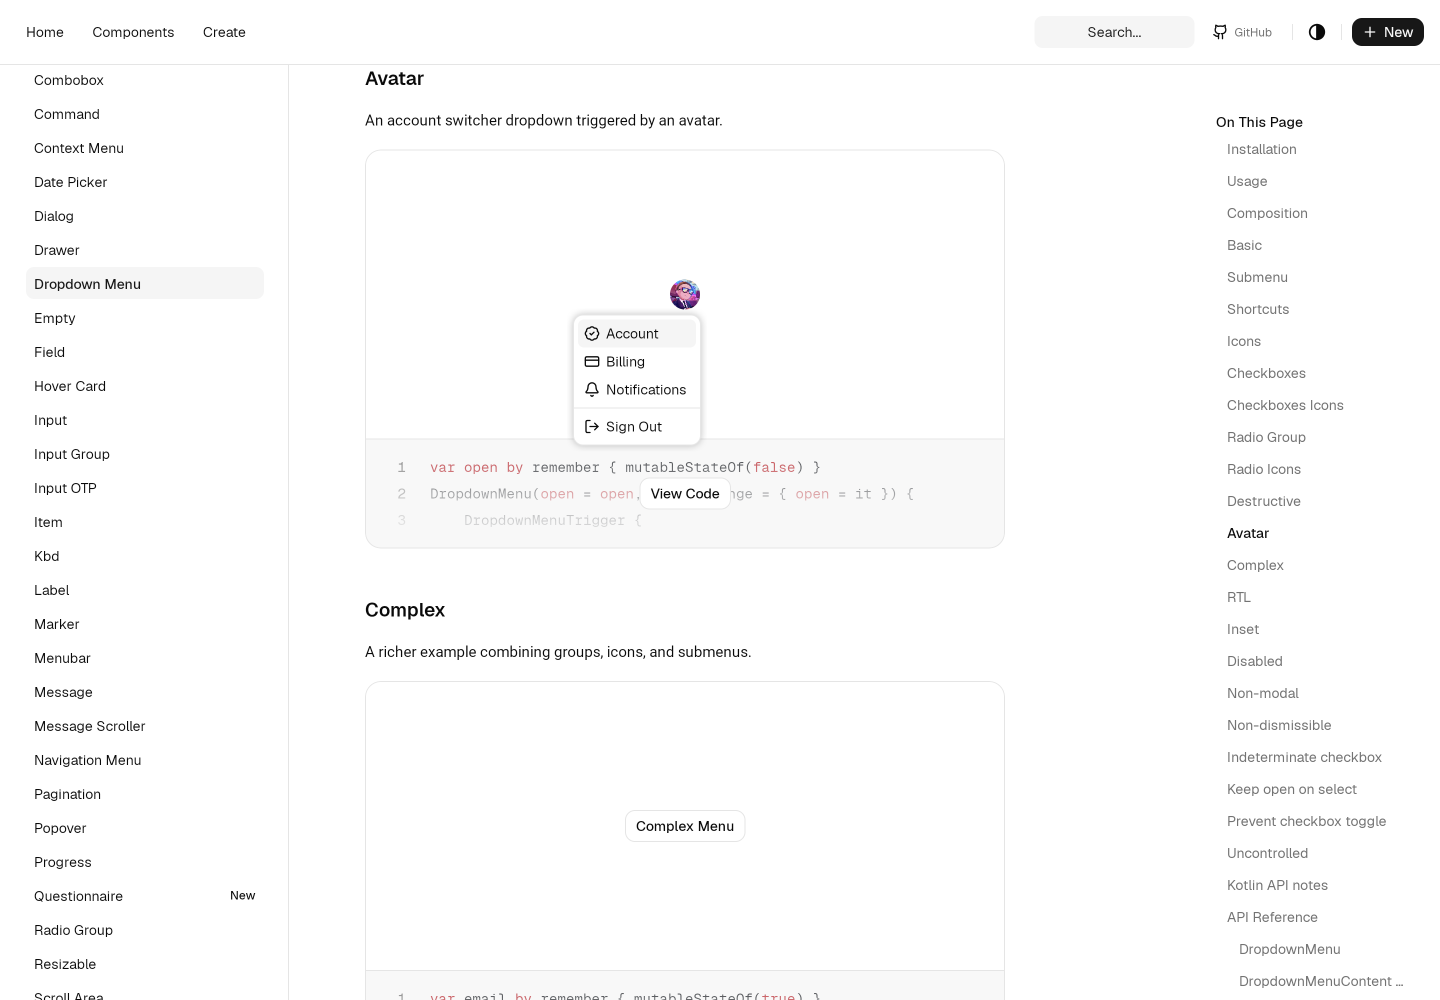 Home
Components
Create
Search...
GitHub
New
Combobox
Command
Context Menu
Date Picker
Dialog
Drawer
Dropdown Menu
Empty
Field
Hover Card
Input
Input Group
Input OTP
Item
Kbd
Label
Marker
Menubar
Message
Message Scroller
Navigation Menu
Pagination
Popover
Progress
Questionnaire New
Radio Group
Resizable
Scroll Area
Avatar
An account switcher dropdown triggered by an avatar.
Account
Billing
Notifications
Sign Out
1 var open by remember { mutableStateOf(false) }
2 DropdownMenu(open = open, nge = { open = it }) {
View Code
3 DropdownMenuTrigger {
Complex
A richer example combining groups, icons, and submenus.
Complex Menu
1 var email by remember { mutableStateOf(true) }
On This Page
Installation
Usage
Composition
Basic
Submenu
Shortcuts
Icons
Checkboxes
Checkboxes Icons
Radio Group
Radio Icons
Destructive
Avatar
Complex
RTL
Inset
Disabled
Non-modal
Non-dismissible
Indeterminate checkbox
Keep open on select
Prevent checkbox toggle
Uncontrolled
Kotlin API notes
API Reference
DropdownMenu
DropdownMenuContent …